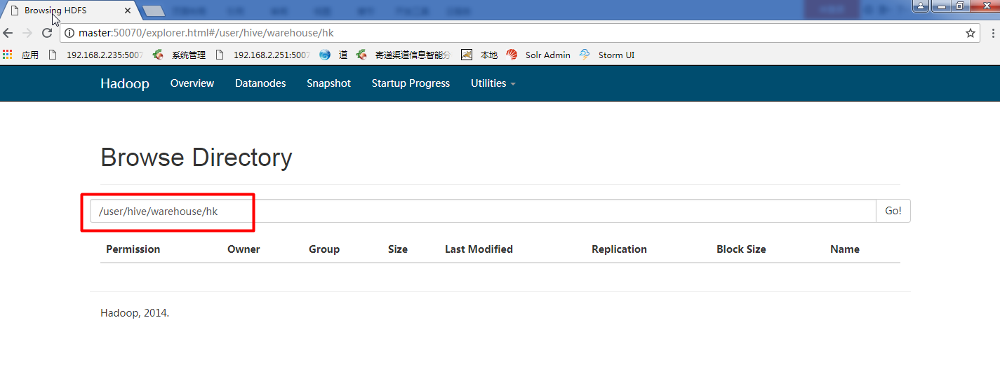 Browsing HDFS
master:50070/explorer.html#/user/hive/warehouse/hk
应用 192.168.2.235:5007 系统管理 192.168.2.251:5007 道 寄递渠道信息智能分 本地 Solr Admin Storm UI
Hadoop Overview Datanodes Snapshot Startup Progress Utilities
Browse Directory
/user/hive/warehouse/hk Go!
Permission Owner Group Size Last Modified Replication Block Size Name
Hadoop, 2014.